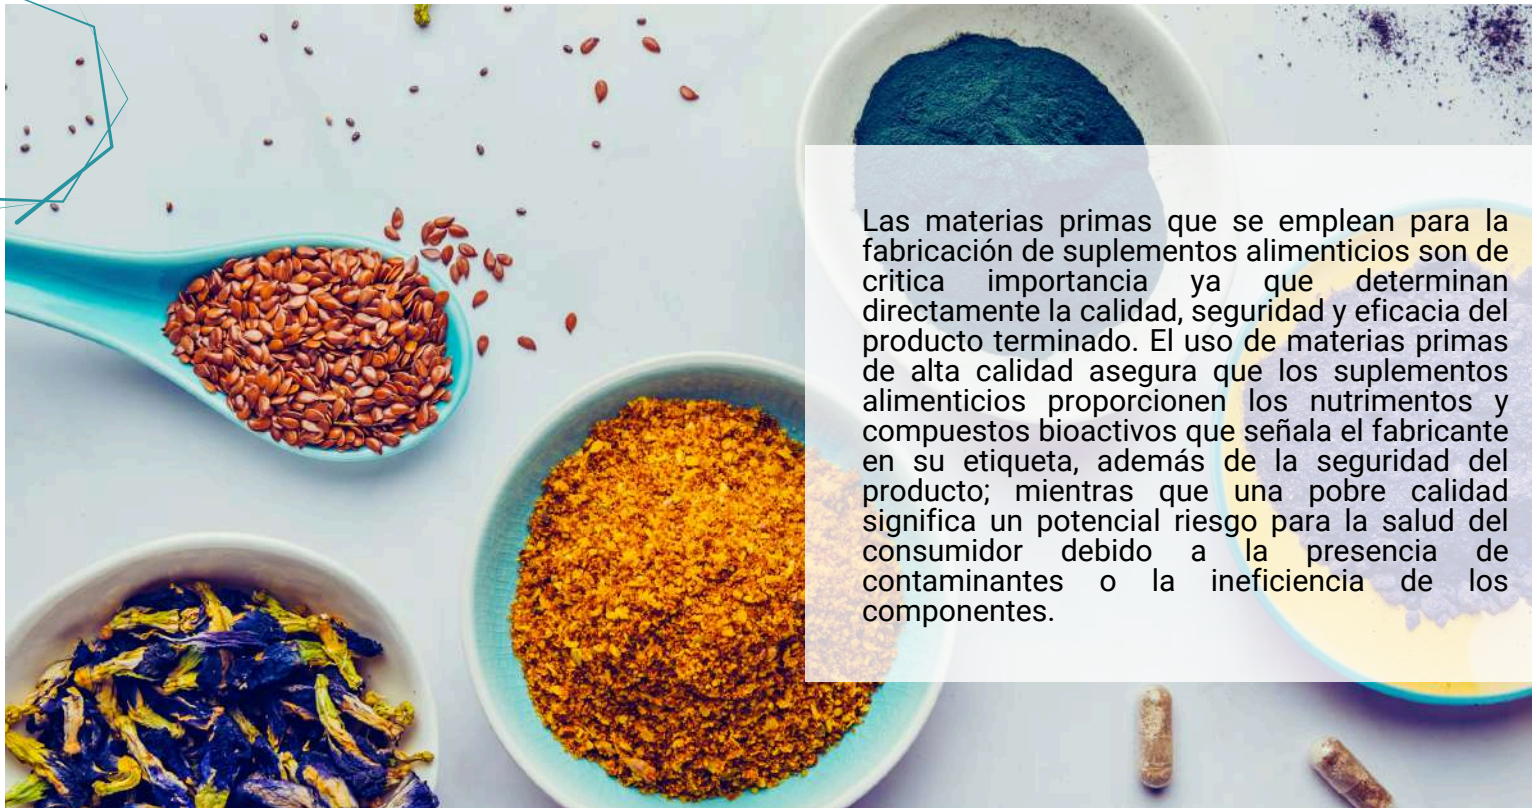 Las materias primas que se emplean para la
fabricación de suplementos alimenticios son de
critica importancia ya que determinan
directamente la calidad, seguridad y eficacia del
producto terminado. El uso de materias primas
de alta calidad asegura que los suplementos
alimenticios proporcionen los nutrimentos y
compuestos bioactivos que señala el fabricante
en su etiqueta, además de la seguridad del
producto; mientras que una pobre calidad
significa un potencial riesgo para la salud del
consumidor debido a la presencia de
contaminantes o la ineficiencia de los
componentes.